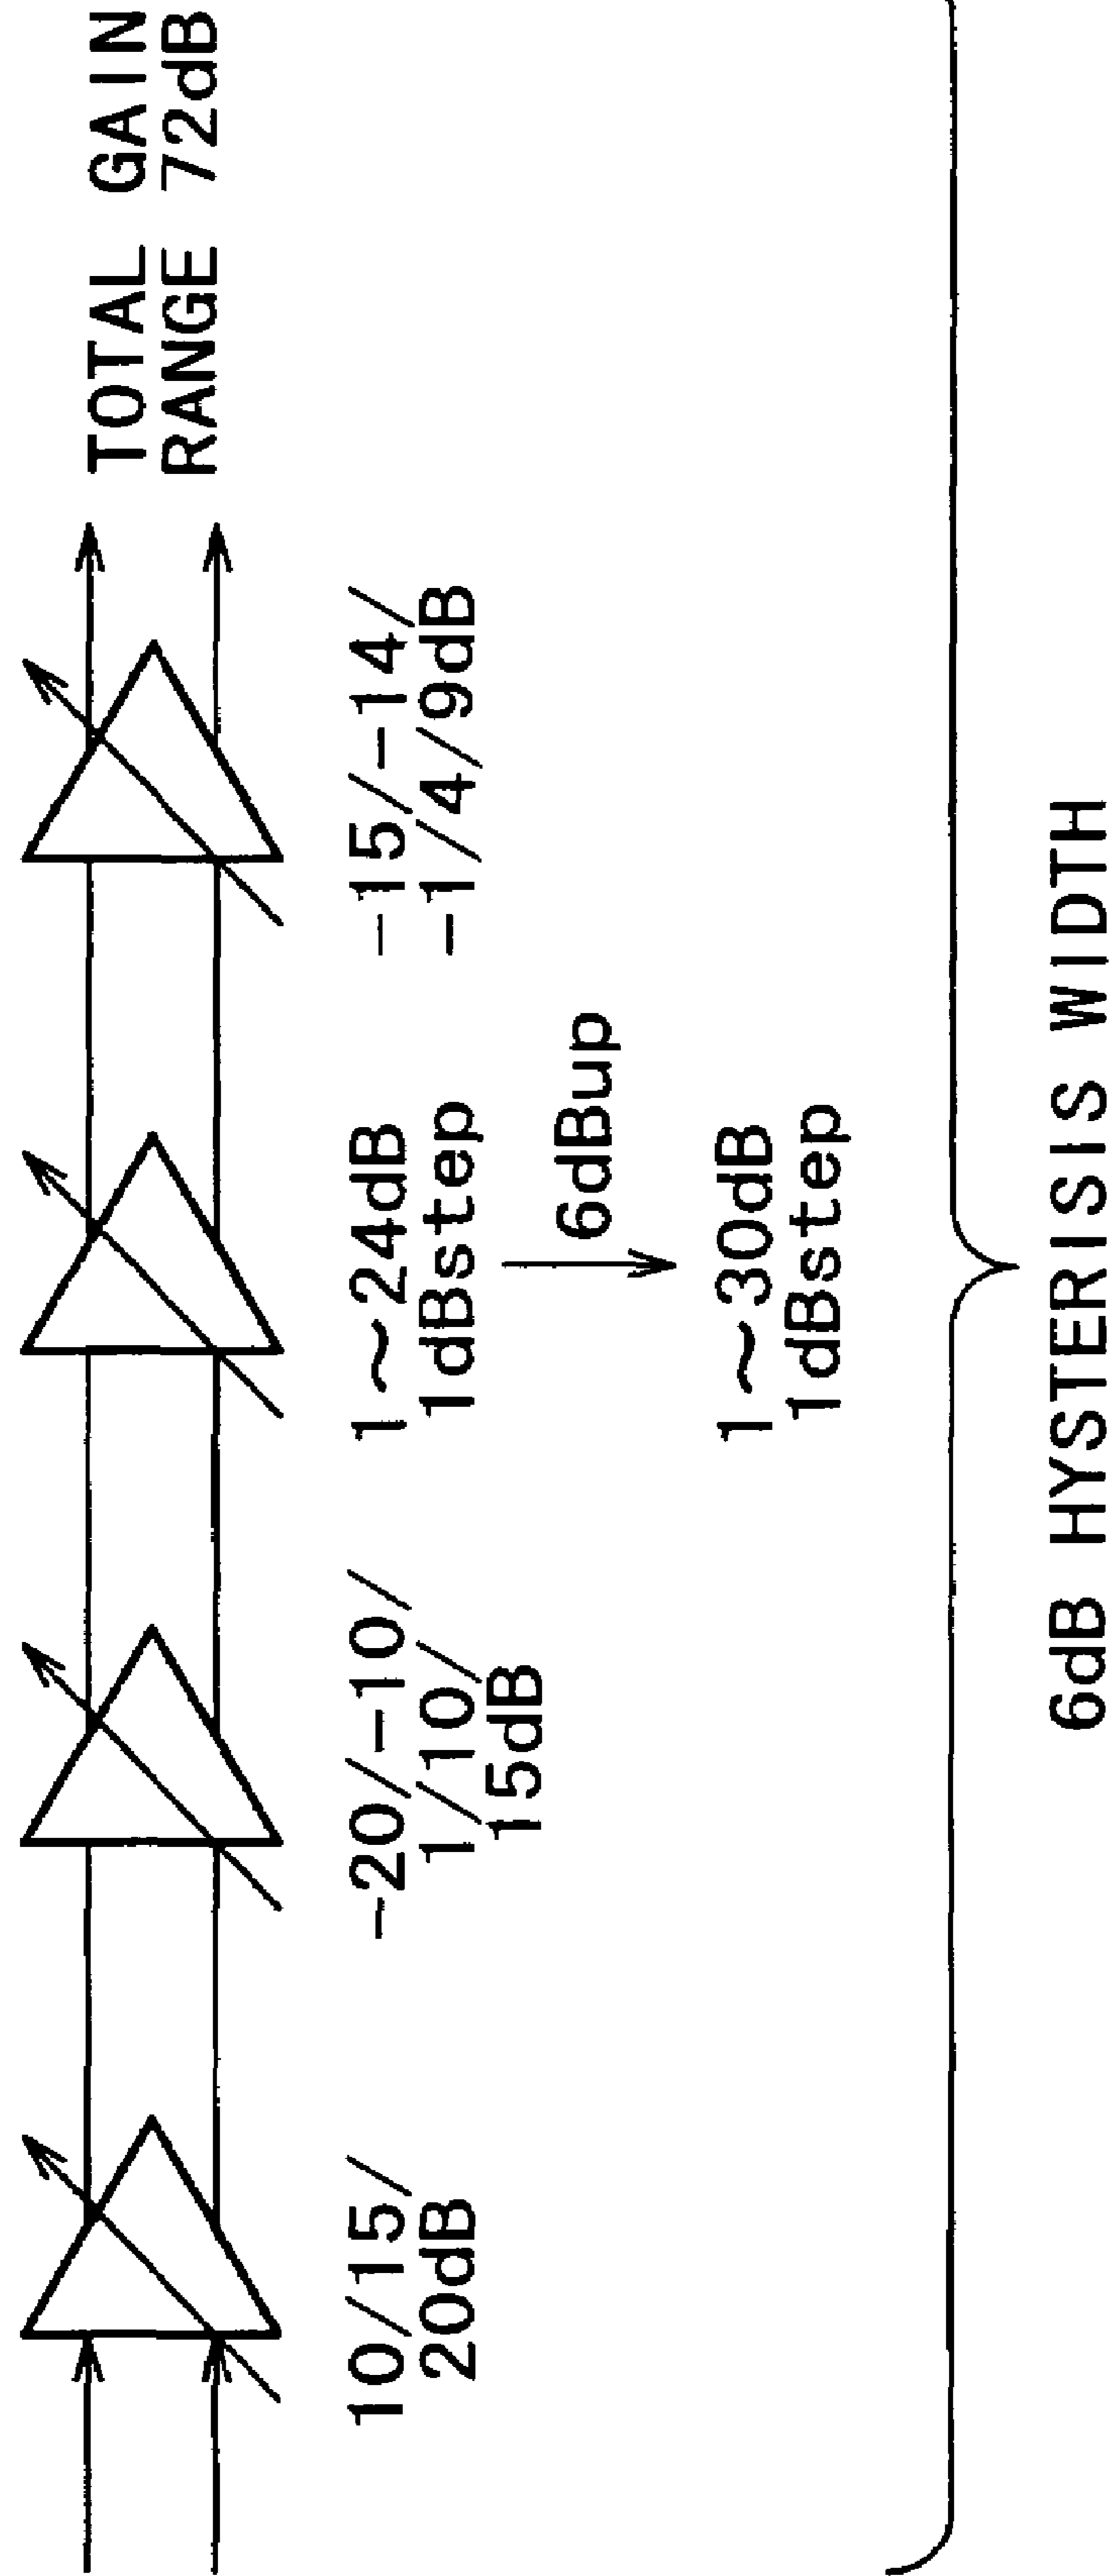 10/15/
20dB
-20/-10/
1/10/
15dB
1~24dB
1dBstep
6dBup
1~30dB
1dBstep
-15/-14/
-1/4/9dB
TOTAL GAIN
RANGE 72dB
6dB HYSTERISIS WIDTH